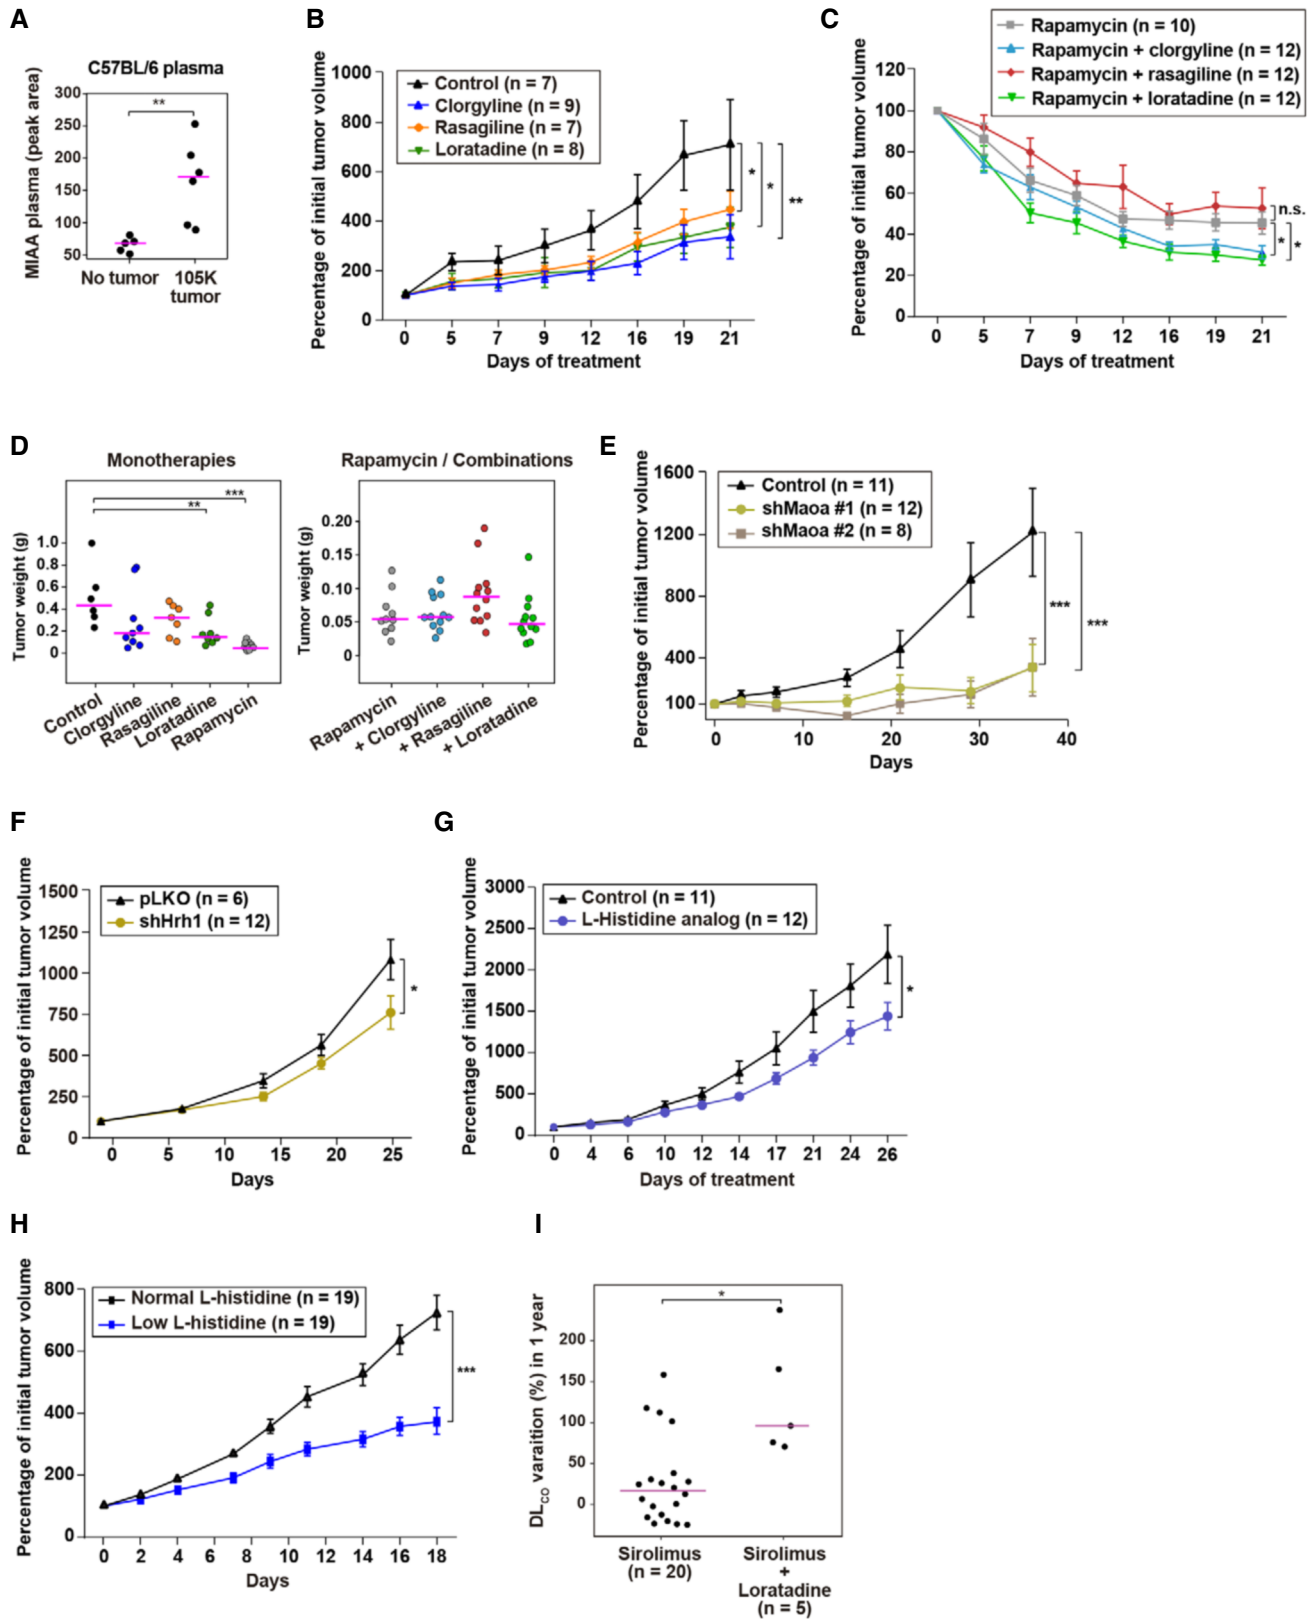 A
C57BL/6 plasma
MIAA plasma (peak area)
300
250
200
150
100
50
**
No tumor
105K
tumor
B
Percentage of initial tumor volume
1000
800
600
400
200
0
Control (n = 7)
Clorgyline (n = 9)
Rasagiline (n = 7)
Loratadine (n = 8)
*
*
**
0 5 7 9 12 16 19 21
Days of treatment
C
Percentage of initial tumor volume
120
100
80
60
40
20
0
Rapamycin (n = 10)
Rapamycin + clorgyline (n = 12)
Rapamycin + rasagiline (n = 12)
Rapamycin + loratadine (n = 12)
n.s.
*
*
0 5 7 9 12 16 19 21
Days of treatment
D
Monotherapies
Tumor weight (g)
1.0
0.8
0.6
0.4
0.2
0
***
**
Control
Clorgyline
Rasagiline
Loratadine
Rapamycin
Rapamycin / Combinations
Tumor weight (g)
0.20
0.15
0.10
0.05
0
Rapamycin
+ Clorgyline
+ Rasagiline
+ Loratadine
E
Percentage of initial tumor volume
1600
1200
800
400
100
Control (n = 11)
shMaoa #1 (n = 12)
shMaoa #2 (n = 8)
***
***
0 10 20 30 40
Days
F
Percentage of initial tumor volume
1500
1250
1000
750
500
250
0
pLKO (n = 6)
shHrh1 (n = 12)
*
0 5 10 15 20 25
Days
G
Percentage of initial tumor volume
3000
2500
2000
1500
1000
500
0
Control (n = 11)
L-Histidine analog (n = 12)
*
0 4 6 10 12 14 17 21 24 26
Days of treatment
H
Percentage of initial tumor volume
800
600
400
200
0
Normal L-histidine (n = 19)
Low L-histidine (n = 19)
***
0 2 4 6 8 10 12 14 16 18
Days
I
DLCO varaition (%) in 1 year
200
150
100
50
0
*
Sirolimus
(n = 20)
Sirolimus
+
Loratadine
(n = 5)